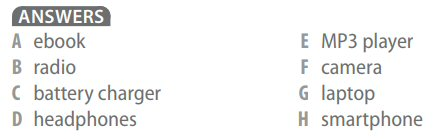 ANSWERS
A ebook
B radio
C battery charger
D headphones
E MP3 player
F camera
G laptop
H smartphone